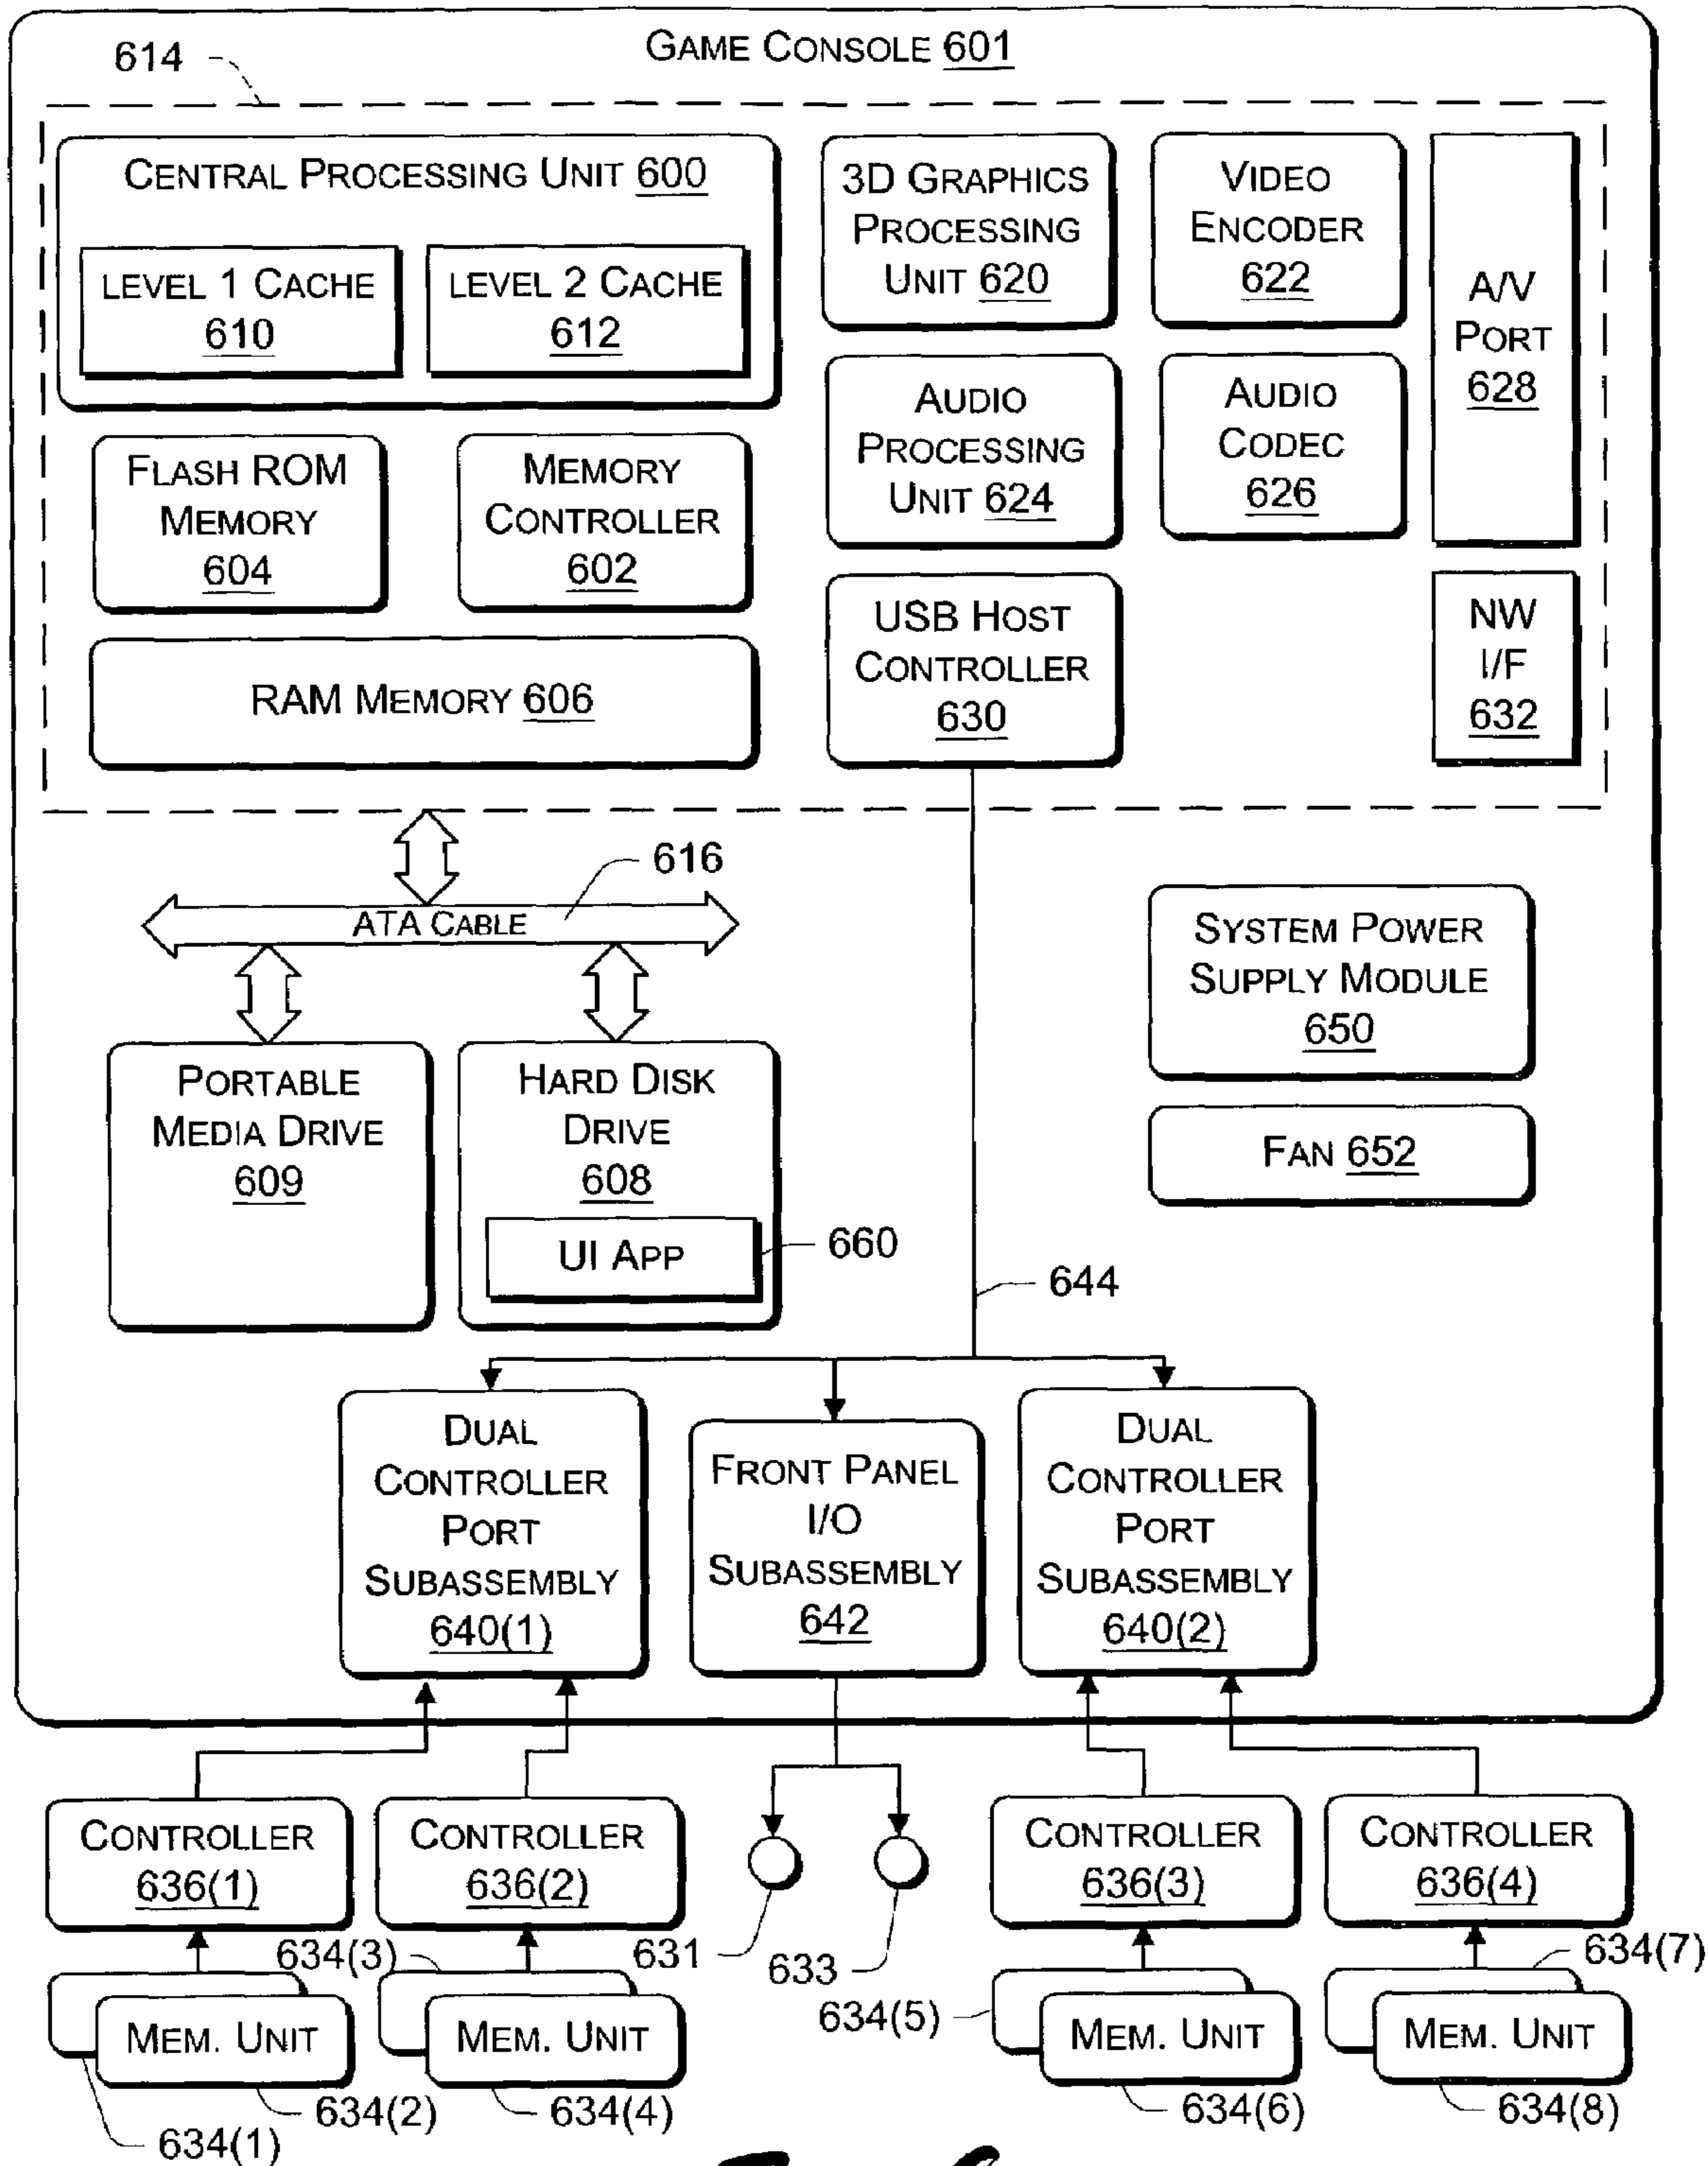 GAME CONSOLE 601
614
CENTRAL PROCESSING UNIT 600
LEVEL 1 CACHE
610
LEVEL 2 CACHE
612
3D GRAPHICS
PROCESSING
UNIT 620
VIDEO
ENCODER
622
A/V
PORT
628
FLASH ROM
MEMORY
604
MEMORY
CONTROLLER
602
AUDIO
PROCESSING
UNIT 624
AUDIO
CODEC
626
RAM MEMORY 606
USB HOST
CONTROLLER
630
NW
I/F
632
616
ATA CABLE
SYSTEM POWER
SUPPLY MODULE
650
PORTABLE
MEDIA DRIVE
609
HARD DISK
DRIVE
608
UI APP
660
FAN 652
644
DUAL
CONTROLLER
PORT
SUBASSEMBLY
640(1)
FRONT PANEL
I/O
SUBASSEMBLY
642
DUAL
CONTROLLER
PORT
SUBASSEMBLY
640(2)
CONTROLLER
636(1)
CONTROLLER
636(2)
631
633
CONTROLLER
636(3)
CONTROLLER
636(4)
634(3)
634(7)
634(5)
MEM. UNIT
MEM. UNIT
MEM. UNIT
MEM. UNIT
634(1)
634(2)
634(4)
634(6)
634(8)